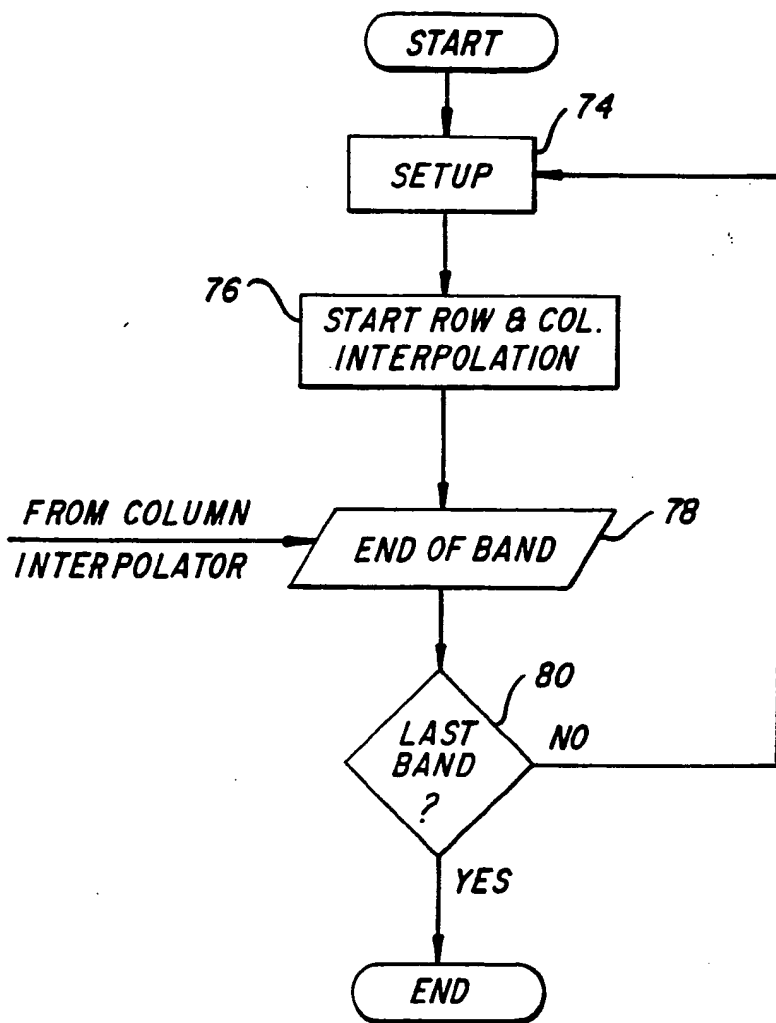 START
74
SETUP
76
START ROW & COL.
INTERPOLATION
FROM COLUMN
INTERPOLATOR
78
END OF BAND
80
LAST
BAND
?
NO
YES
END